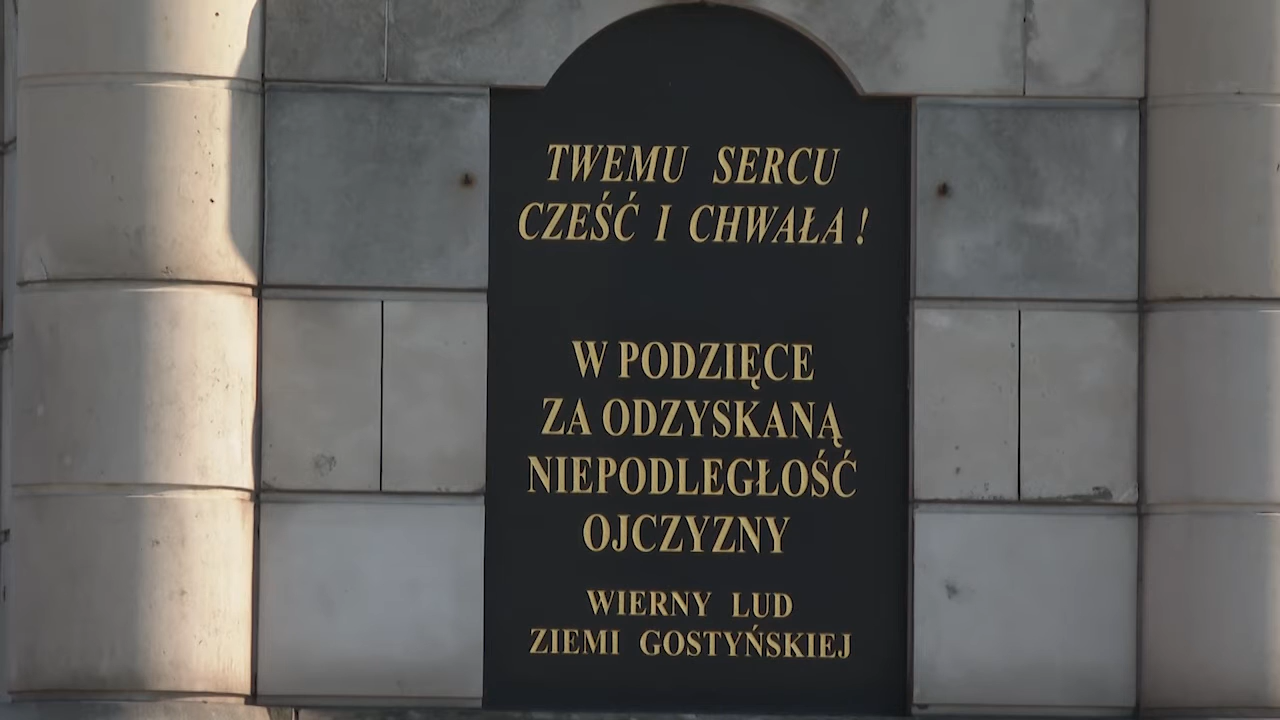 TWEMU SERCU
CZEŚĆ I CHWAŁA !
W PODZIĘCE
ZA ODZYSKANĄ
NIEPODLEGŁOŚĆ
OJCZYZNY
WIERNY LUD
ZIEMI GOSTYŃSKIEJ